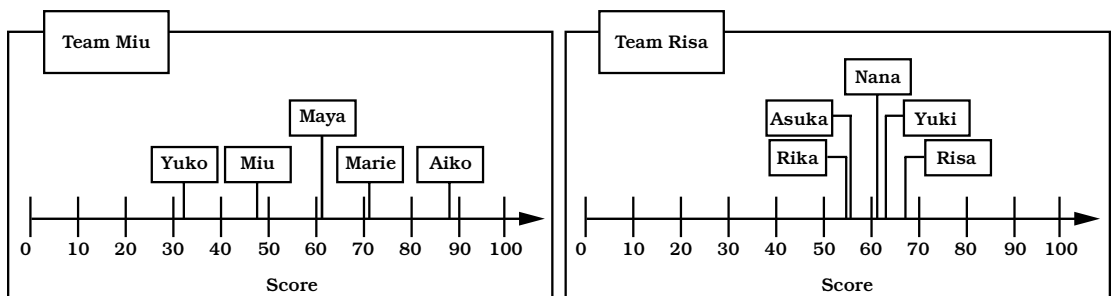 Team Miu
Maya
Yuko Miu Marie Aiko
0 10 20 30 40 50 60 70 80 90 100
Score
Team Risa
Nana
Asuka Yuki
Rika Risa
0 10 20 30 40 50 60 70 80 90 100
Score